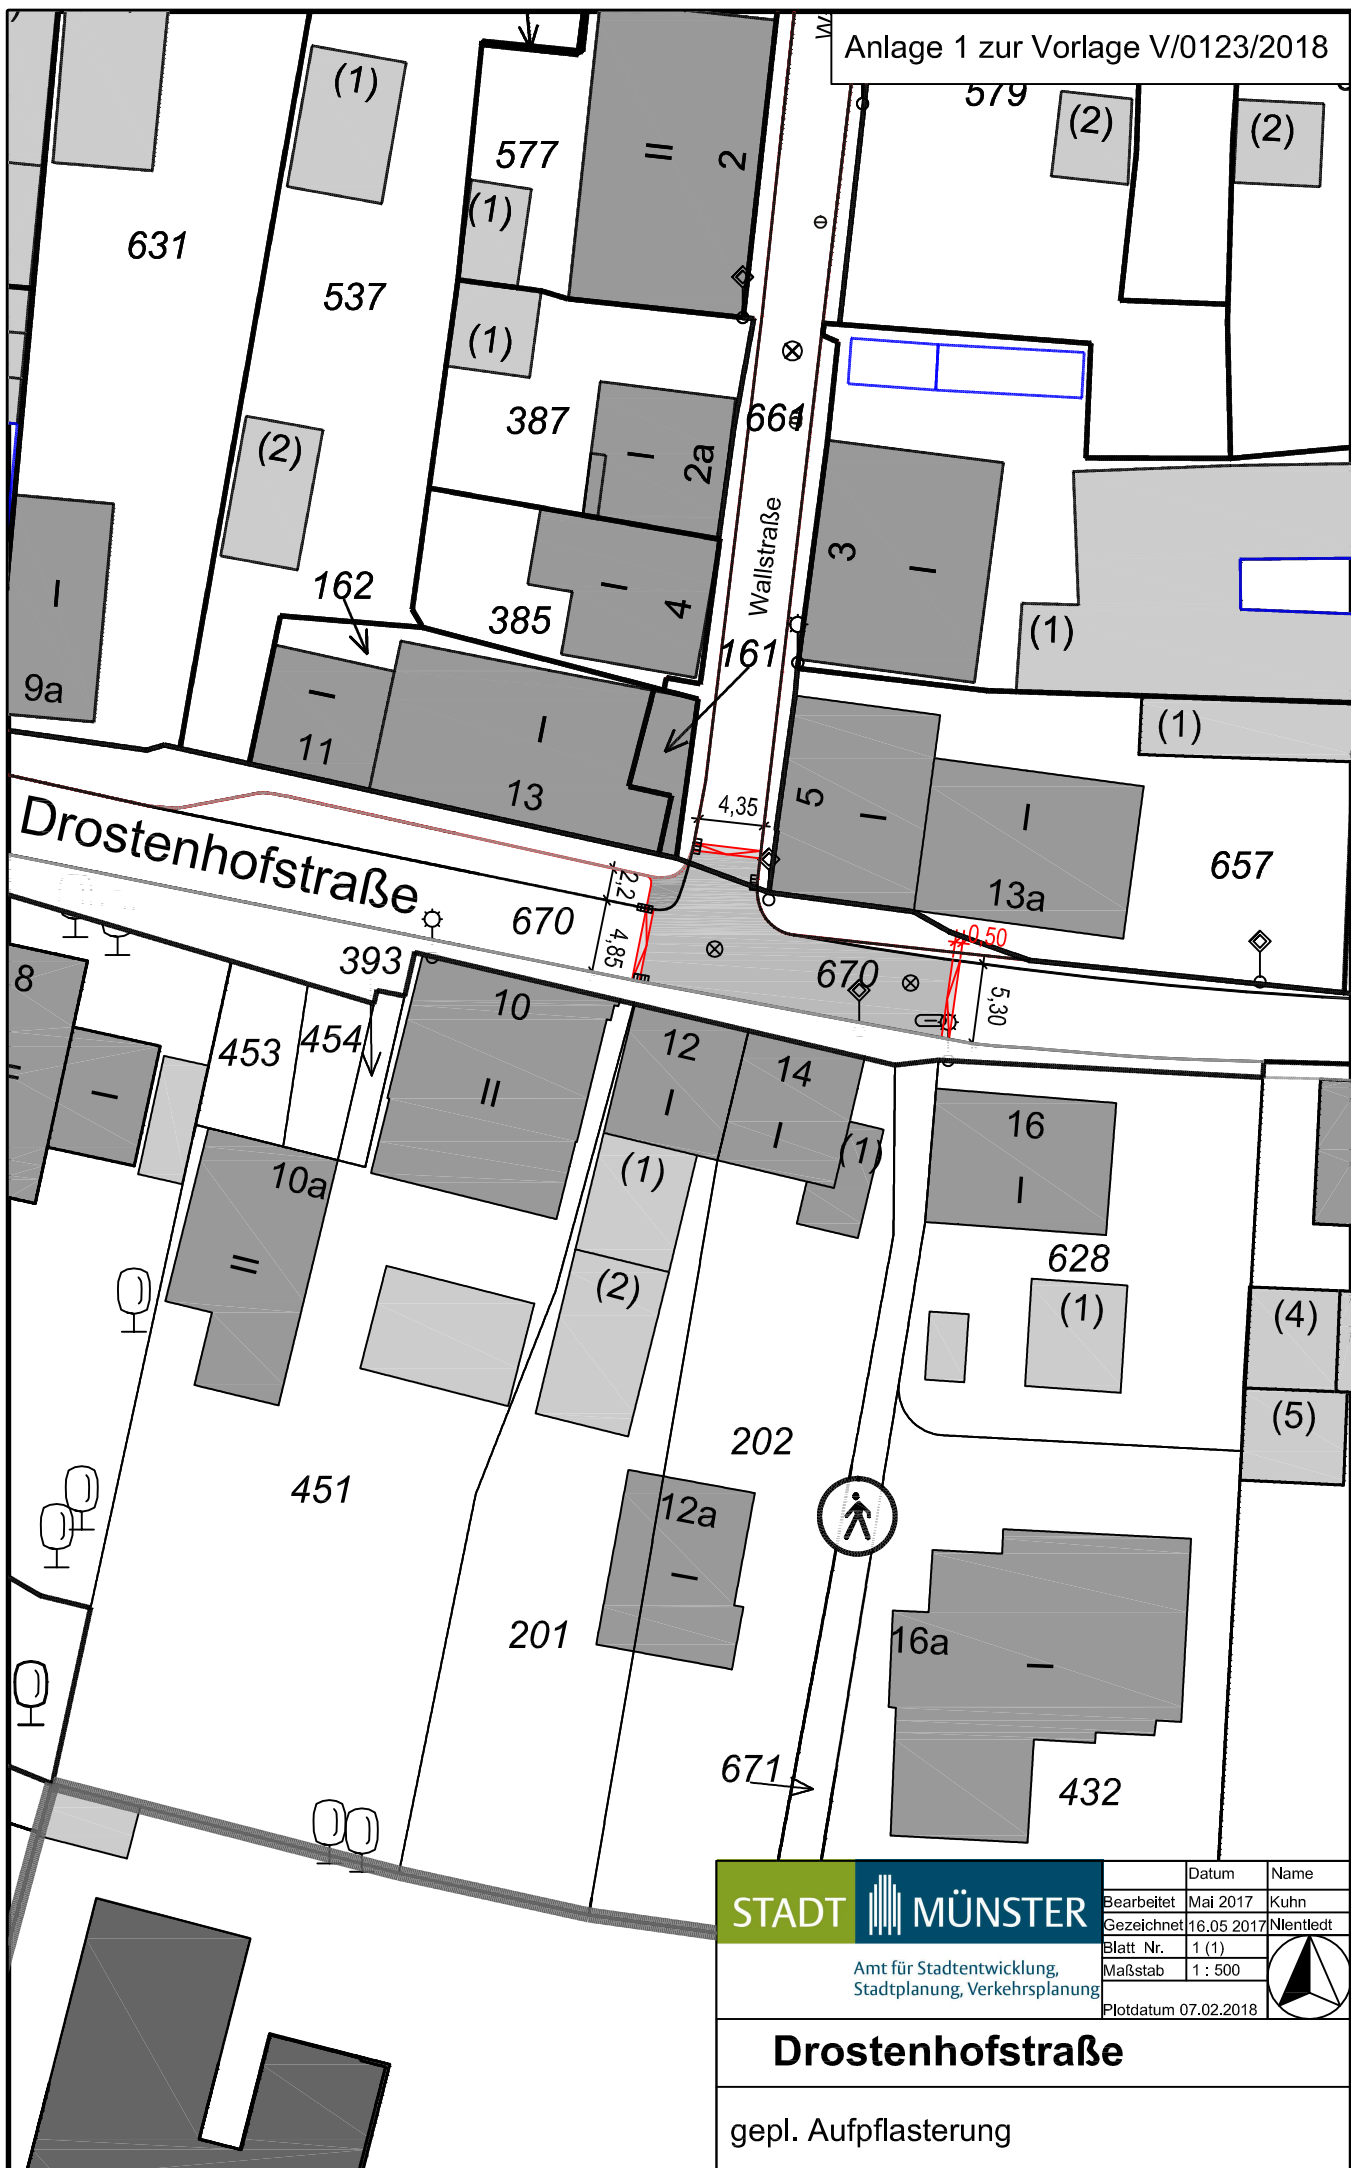 Anlage 1 zur Vorlage V/0123/2018
579
(1)
(2)
(2)
577
II
2
(1)
631
537
(1)
387
661
(2)
I
2a
3
I
Wallstraße
162
385
I
4
(1)
161
I
9a
I
11
I
13
(1)
4,35
5
I
I
13a
657
Drostenhofstraße
2,2
670
4,85
393
0,50
670
5,30
8
10
II
12
I
14
I
453
454
16
I
I
10a
II
(1)
(1)
628
(2)
(1)
(4)
(5)
202
451
12a
I
201
16a
I
671
432
STADT MÜNSTER
Amt für Stadtentwicklung,
Stadtplanung, Verkehrsplanung
Datum Name
Bearbeitet Mai 2017 Kuhn
Gezeichnet 16.05 2017 Nientiedt
Blatt Nr. 1 (1)
Maßstab 1 : 500
Plotdatum 07.02.2018
Drostenhofstraße
gepl. Aufpflasterung